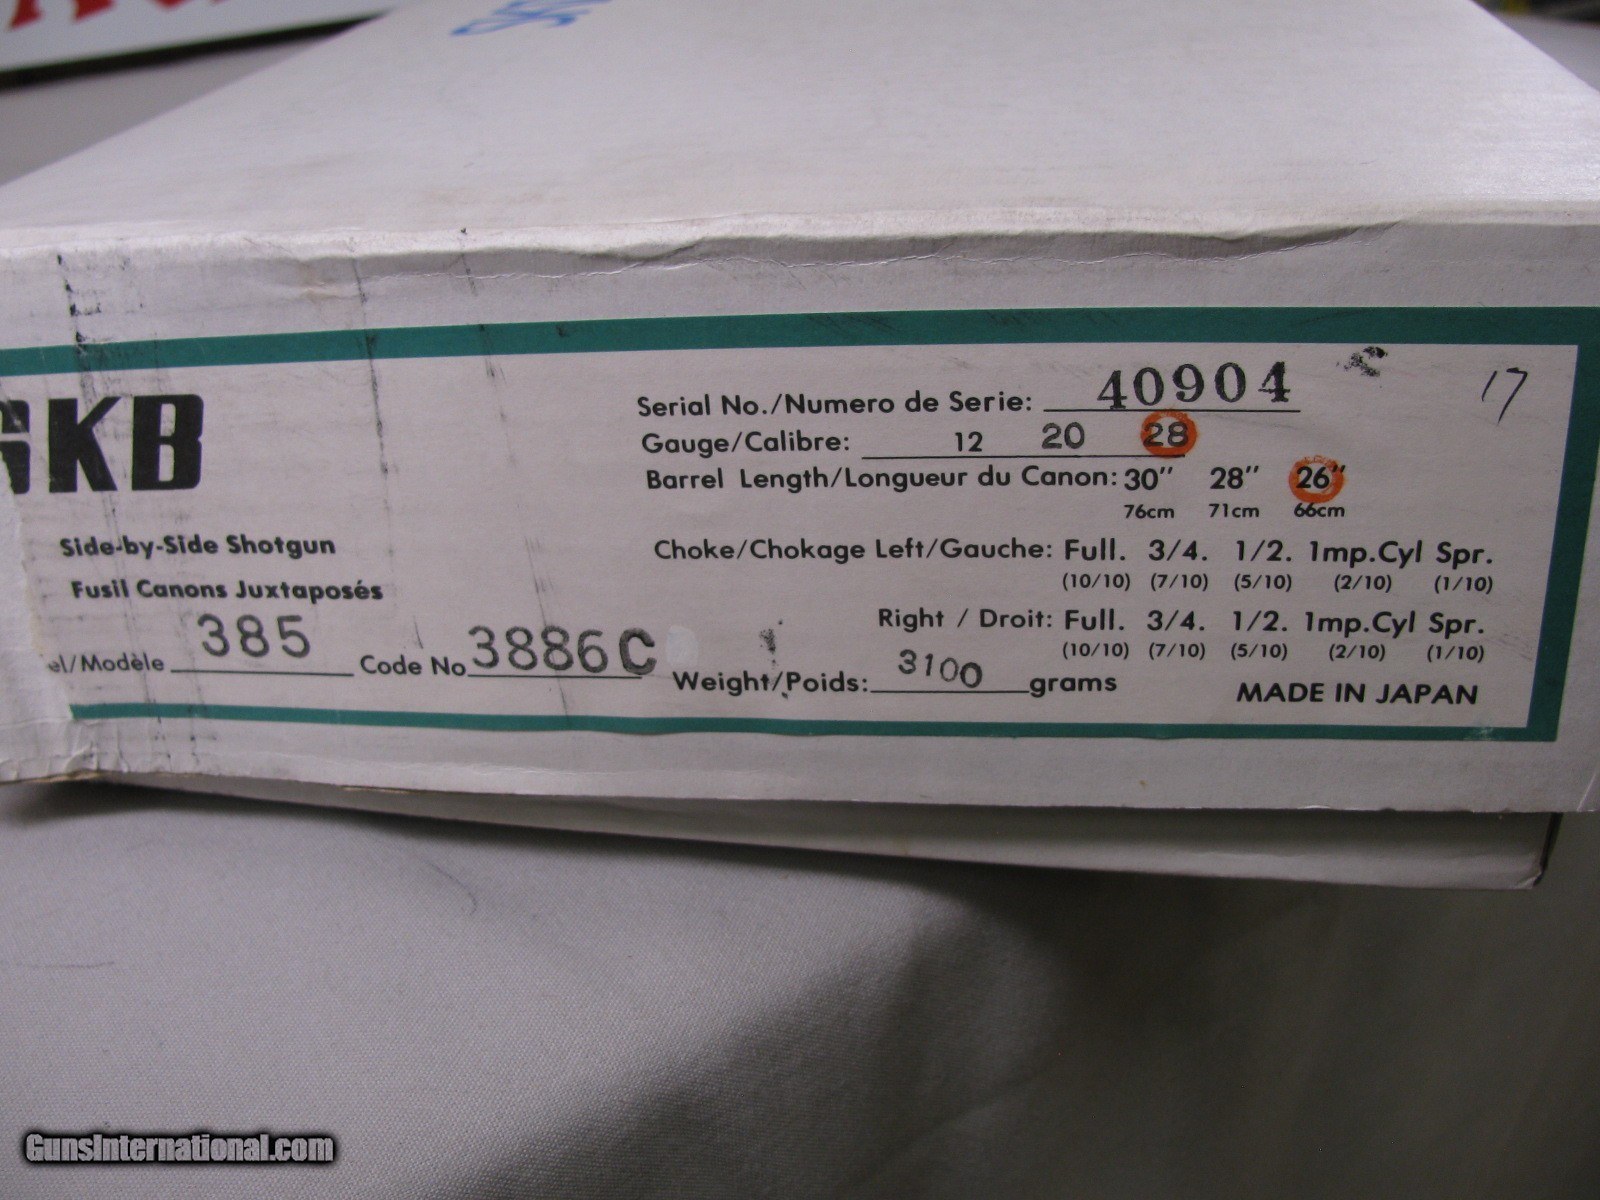 SKB
Side-by-Side Shotgun
Fusil Canons Juxtaposés
el/Modèle 385 Code No 3886C
Serial No./Numero de Serie: 40904
17
Gauge/Calibre: 12 20 28
Barrel Length/Longueur du Canon: 30" 28" 26"
76cm 71cm 66cm
Choke/Chokage Left/Gauche: Full. 3/4. 1/2. 1mp.Cyl Spr.
(10/10) (7/10) (5/10) (2/10) (1/10)
Right / Droit: Full. 3/4. 1/2. 1mp.Cyl Spr.
(10/10) (7/10) (5/10) (2/10) (1/10)
Weight/Poids: 3100 grams
MADE IN JAPAN
GunsInternational.com